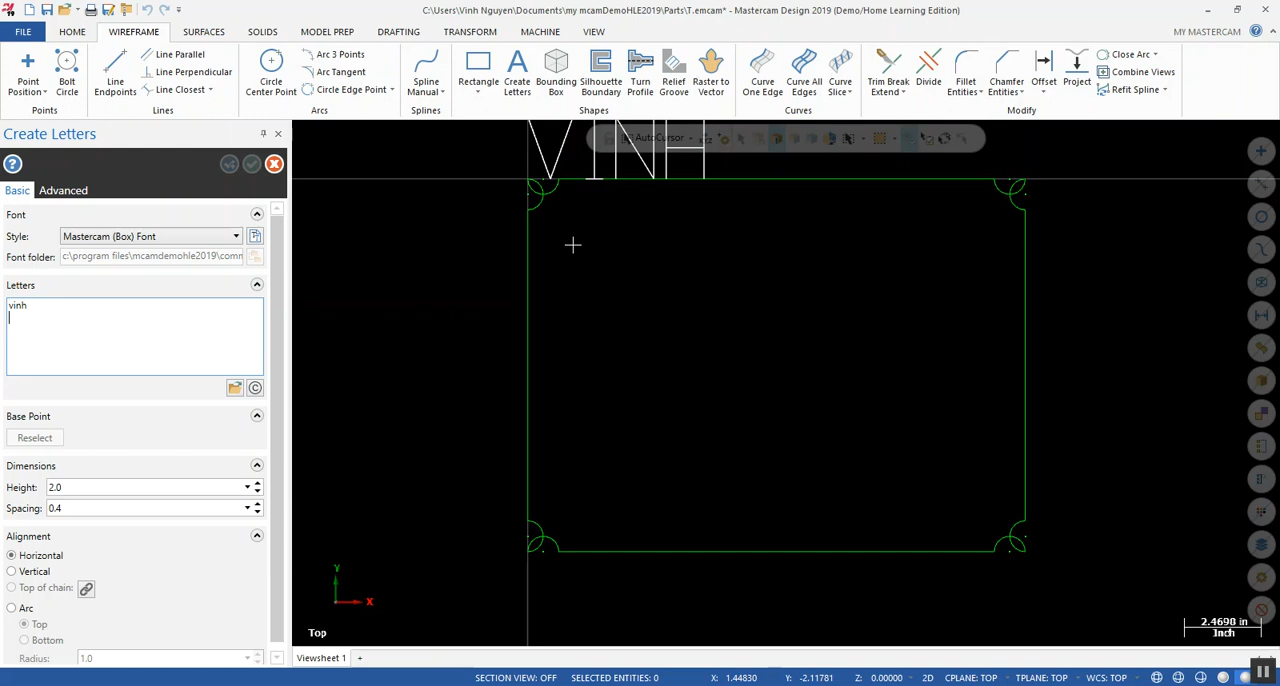 C:\Users\Vinh Nguyen\Documents\my mcamDemoHLE2019\Parts\T.emcam* - Mastercam Design 2019 (Demo/Home Learning Edition)
FILE HOME WIREFRAME SURFACES SOLIDS MODEL PREP DRAFTING TRANSFORM MACHINE VIEW MY MASTERCAM
Point Position
Bolt Circle
Points
Line Endpoints
Line Parallel
Line Perpendicular
Line Closest
Lines
Circle Center Point
Arc 3 Points
Arc Tangent
Circle Edge Point
Arcs
Spline Manual
Splines
Rectangle
Create Letters
Bounding Box
Silhouette Boundary
Turn Profile
Relief Groove
Raster to Vector
Shapes
Curve One Edge
Curve All Edges
Curve Slice
Curves
Trim Break Extend
Divide
Fillet Entities
Chamfer Entities
Offset
Project
Close Arc
Combine Views
Refit Spline
Modify
Create Letters
Basic Advanced
Font
Style: Mastercam (Box) Font
Font folder: c:\program files\mcamdemohle2019\comm
Letters
vinh
Base Point
Reselect
Dimensions
Height: 2.0
Spacing: 0.4
Alignment
Horizontal
Vertical
Top of chain:
Arc
Top
Bottom
Radius: 1.0
AutoCursor
VINH
Y
X
Top
2.4698 in
Inch
Viewsheet 1 +
SECTION VIEW: OFF SELECTED ENTITIES: 0 X: 1.44830 Y: -2.11781 Z: 0.00000 2D CPLANE: TOP TPLANE: TOP WCS: TOP